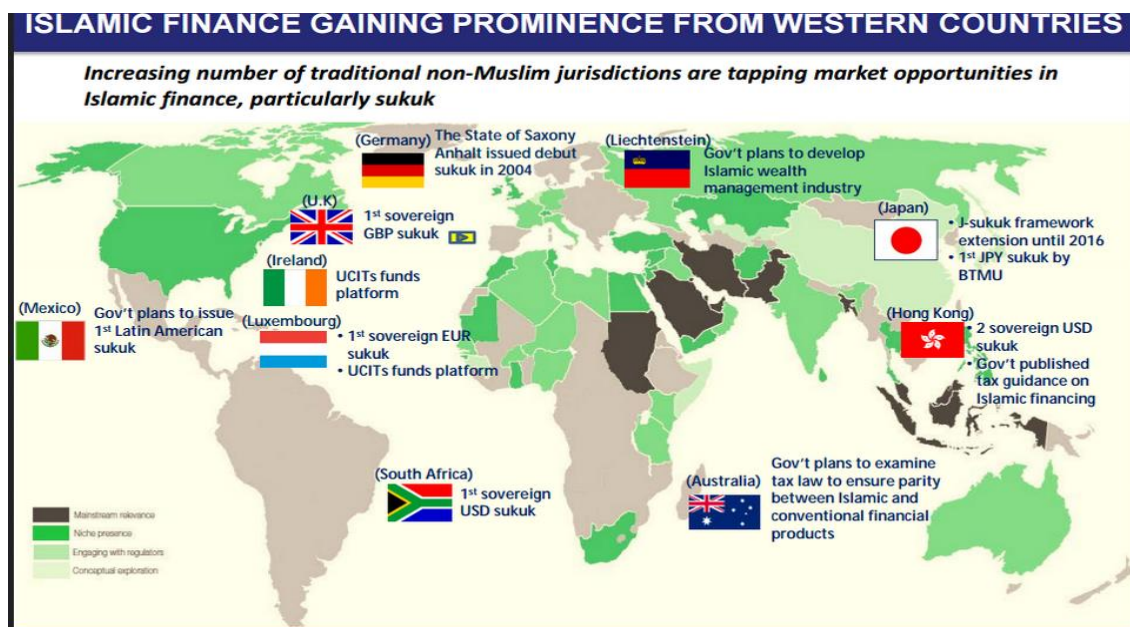 ISLAMIC FINANCE GAINING PROMINENCE FROM WESTERN COUNTRIES
Increasing number of traditional non-Muslim jurisdictions are tapping market opportunities in
Islamic finance, particularly sukuk
(Germany)
The State of Saxony
Anhalt issued debut
sukuk in 2004
(Liechtenstein)
Gov't plans to develop
Islamic wealth
management industry
(U.K)
1st sovereign
GBP sukuk
(Japan)
• J-sukuk framework
extension until 2016
• 1st JPY sukuk by
BTMU
(Ireland)
UCITs funds
platform
(Mexico)
Gov't plans to issue
1st Latin American
sukuk
(Luxembourg)
• 1st sovereign EUR
sukuk
• UCITs funds platform
(Hong Kong)
• 2 sovereign USD
sukuk
• Gov't published
tax guidance on
Islamic financing
(South Africa)
1st sovereign
USD sukuk
(Australia)
Gov't plans to examine
tax law to ensure parity
between Islamic and
conventional financial
products
Mainstream relevance
Niche presence
Engaging with regulators
Conceptual exploration